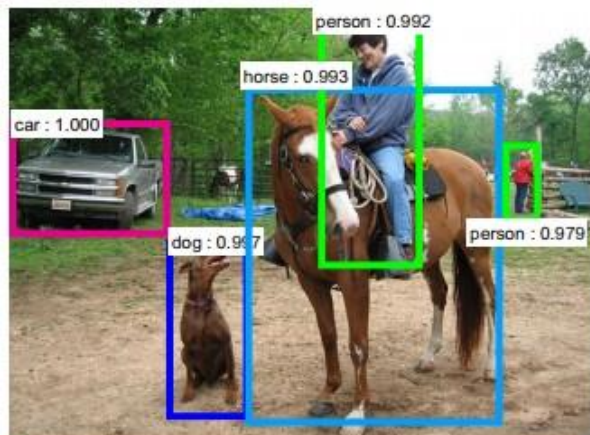 person : 0.992
horse : 0.993
car : 1.000
dog : 0.997
person : 0.979